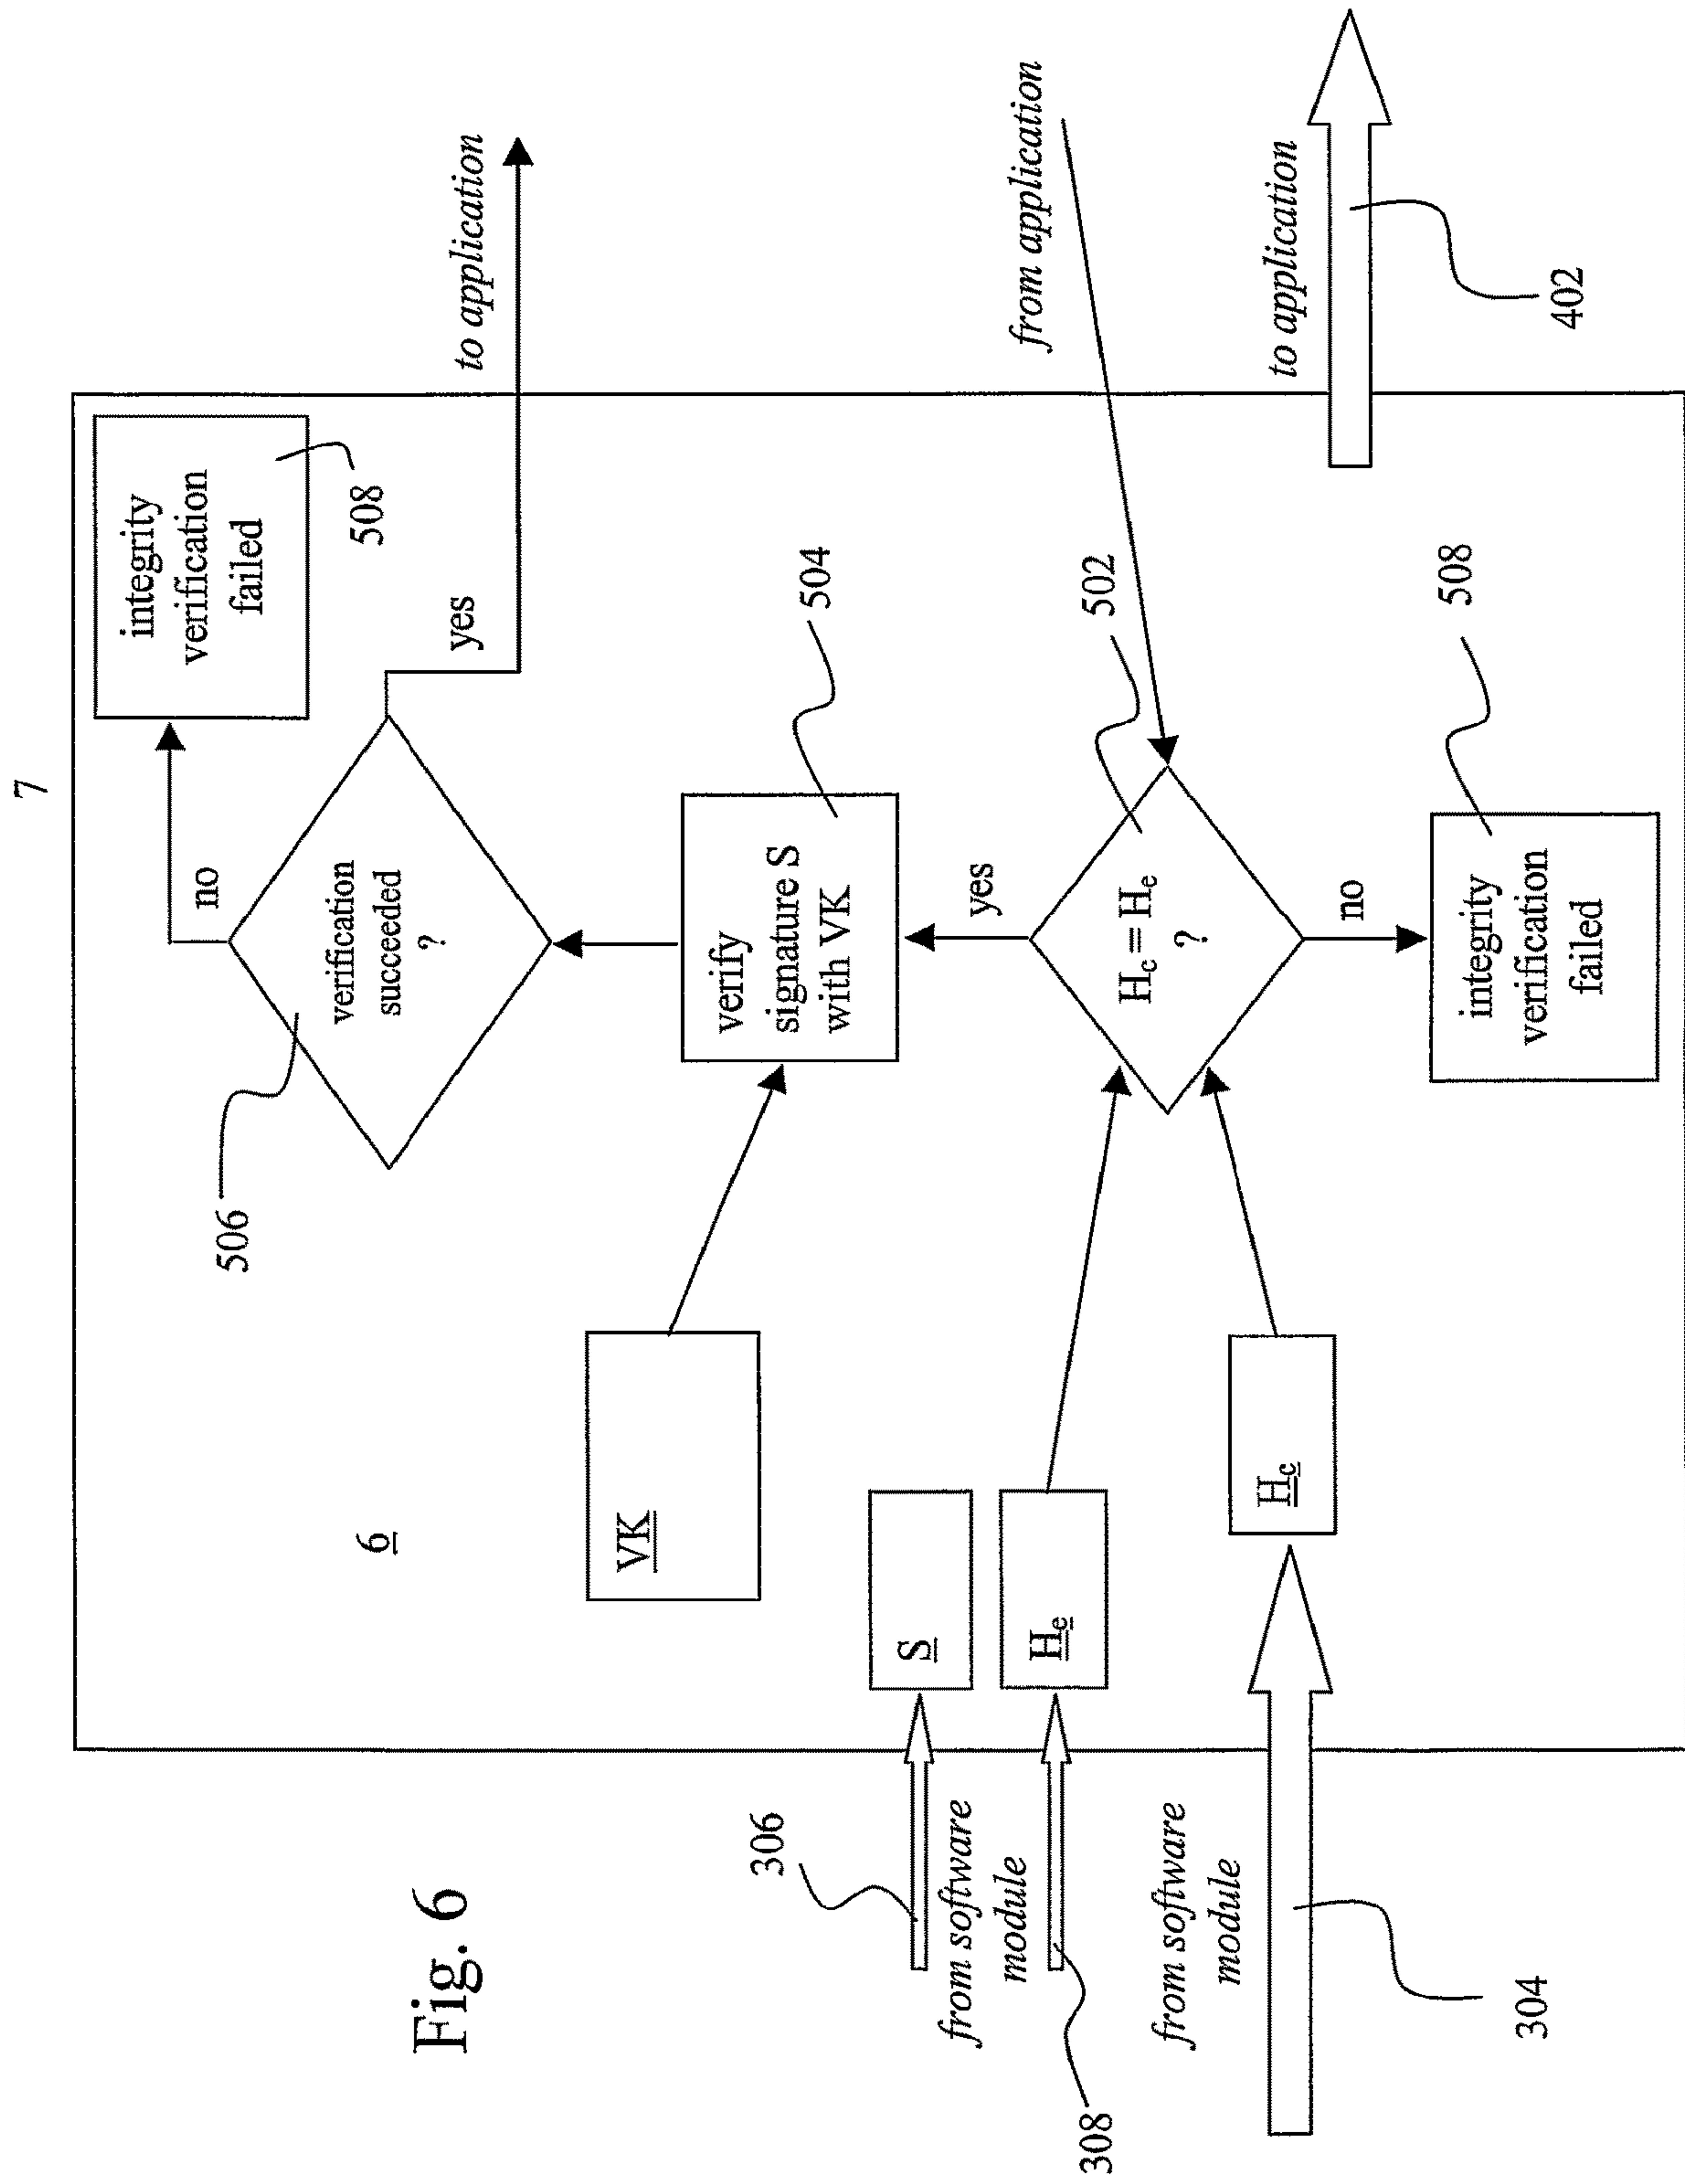 Fig. 6
7
6
506
verification
succeeded
?
no
yes
integrity
verification
failed
508
to application
VK
verify
signature S
with VK
504
306
S
from software
module
308
He
yes
Hc = He
?
502
from application
from software
module
304
Hc
no
integrity
verification
failed
508
to application
402